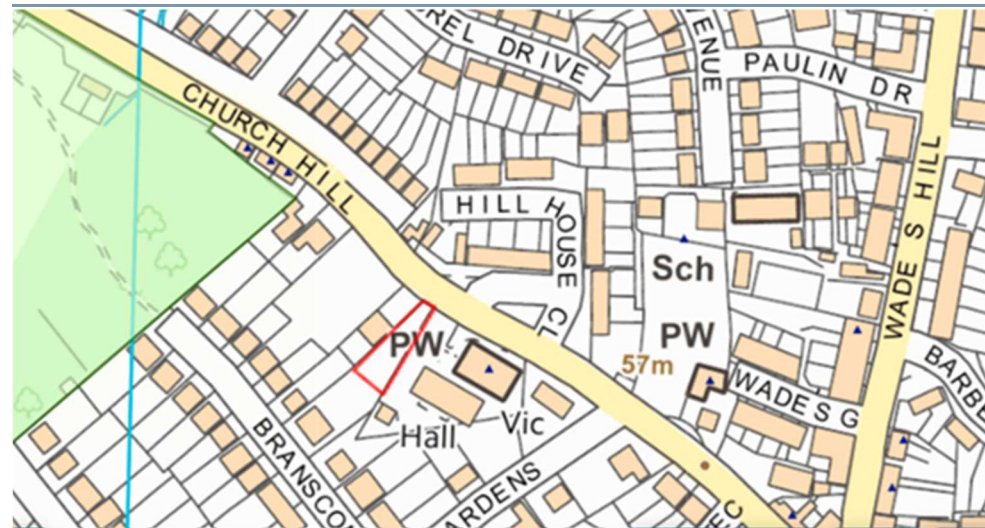 REL DRIVE
ENUE
PAULIN DR
CHURCH HILL
WADE S HILL
HILL HOUSE CL
Sch
PW
PW
57m
WADES G
BARBE
Hall
Vic
BRANSCO
ARDENS
EC